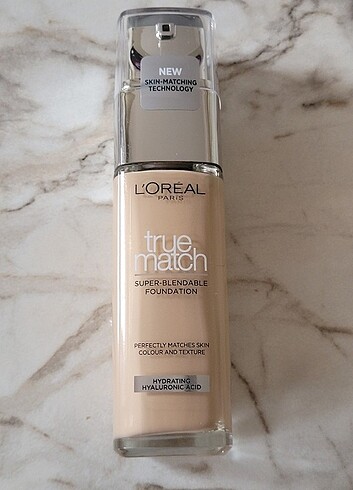 NEW
SKIN-MATCHING
TECHNOLOGY
L'ORÉAL
PARIS
true
match
SUPER-BLENDABLE
FOUNDATION
PERFECTLY MATCHES SKIN
COLOUR AND TEXTURE
HYDRATING
HYALURONIC ACID